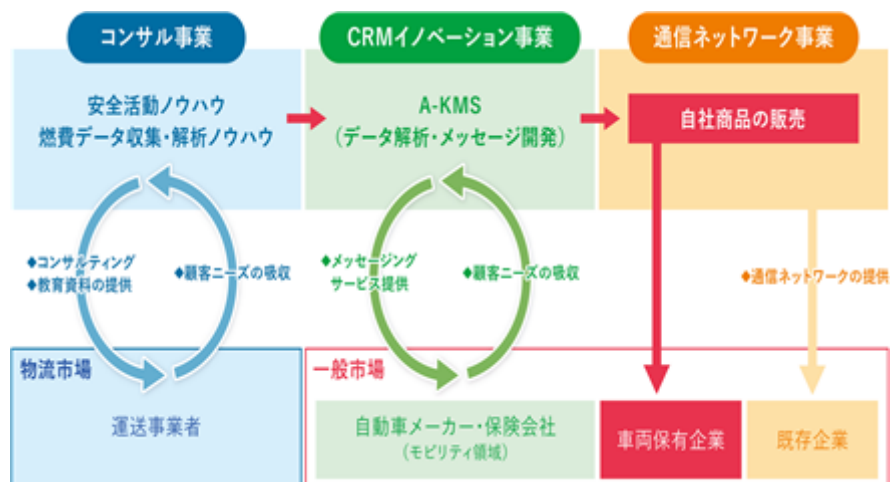 コンサル事業
CRMイノベーション事業
通信ネットワーク事業
安全活動ノウハウ
燃費データ収集・解析ノウハウ
A-KMS
(データ解析・メッセージ開発)
自社商品の販売
◆コンサルティング
◆教育資料の提供
◆顧客ニーズの吸収
◆メッセージング
サービス提供
◆顧客ニーズの吸収
◆通信ネットワークの提供
物流市場
運送事業者
一般市場
自動車メーカー・保険会社
(モビリティ領域)
車両保有企業
既存企業